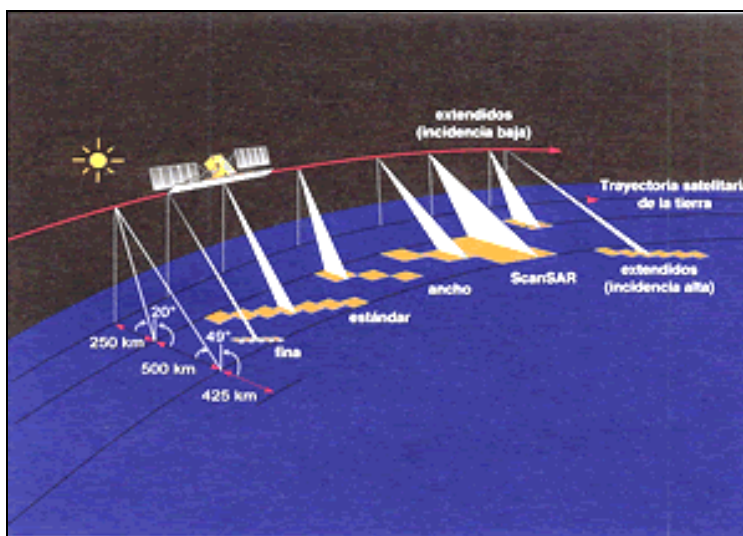 extendidos
(incidencia baja)
Trayectoria satelitaria
de la tierra
extendidos
(incidencia alta)
ScanSAR
ancho
estándar
fina
20°
49°
250 km
500 km
425 km